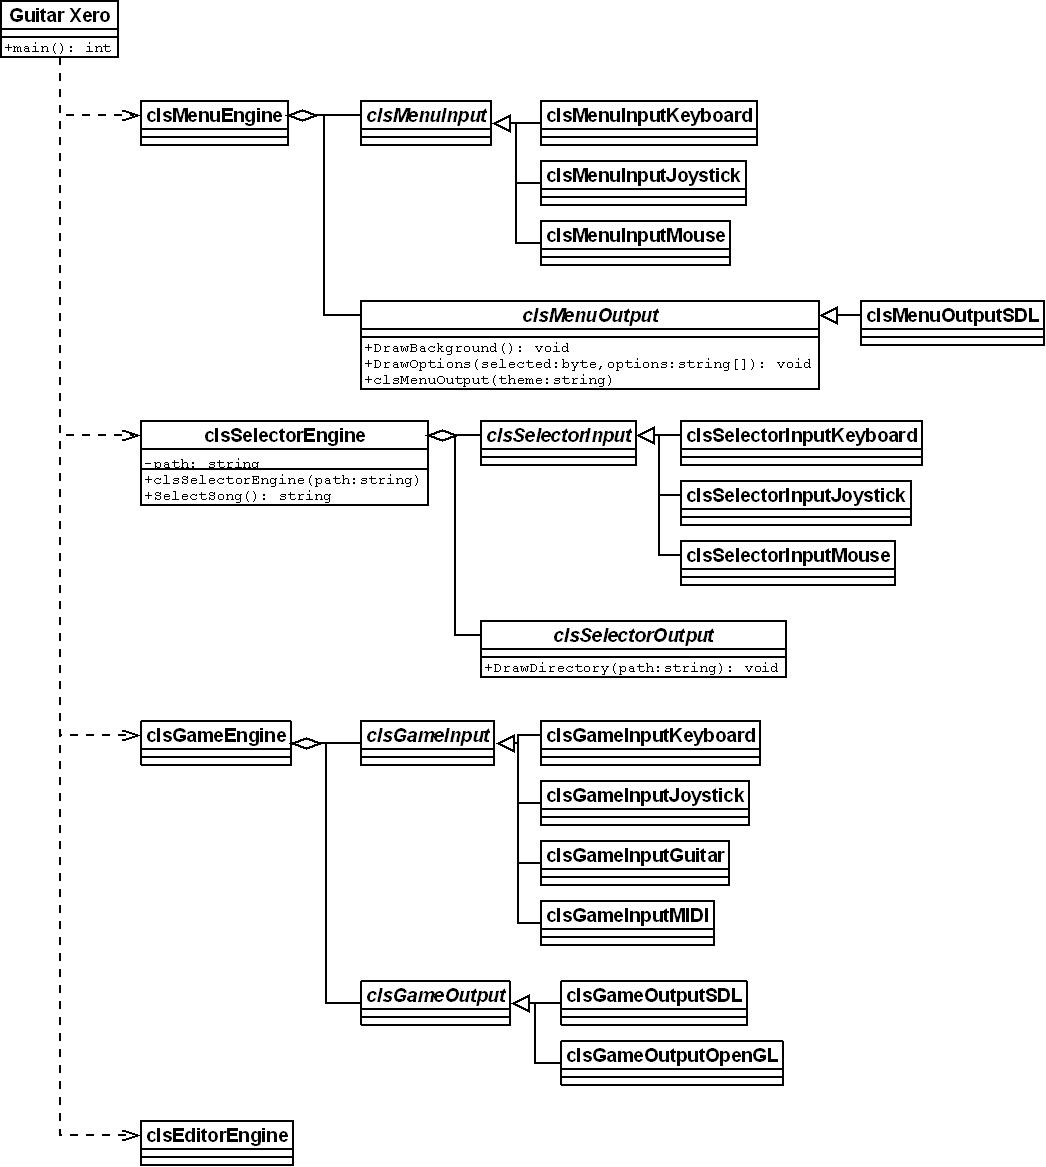 Guitar Xero
+main(): int
clsMenuEngine
clsMenuInput
clsMenuInputKeyboard
clsMenuInputJoystick
clsMenuInputMouse
clsMenuOutput
+DrawBackground(): void
+DrawOptions(selected:byte,options:string[]): void
+clsMenuOutput(theme:string)
clsMenuOutputSDL
clsSelectorEngine
-path: string
+clsSelectorEngine(path:string)
+SelectSong(): string
clsSelectorInput
clsSelectorInputKeyboard
clsSelectorInputJoystick
clsSelectorInputMouse
clsSelectorOutput
+DrawDirectory(path:string): void
clsGameEngine
clsGameInput
clsGameInputKeyboard
clsGameInputJoystick
clsGameInputGuitar
clsGameInputMIDI
clsGameOutput
clsGameOutputSDL
clsGameOutputOpenGL
clsEditorEngine